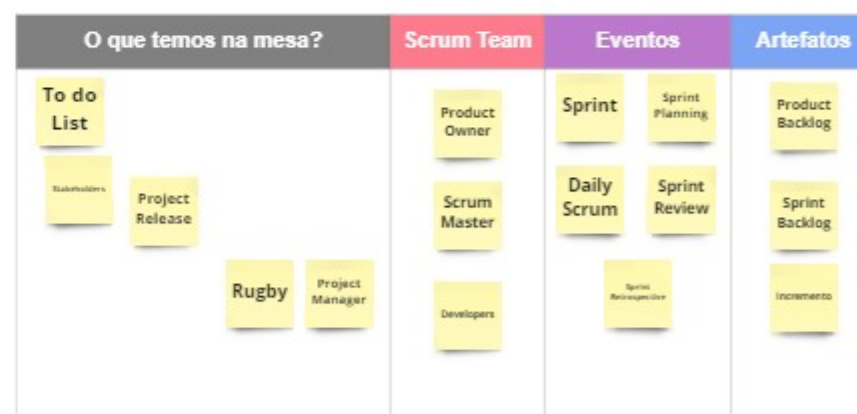 O que temos na mesa?
Scrum Team
Eventos
Artefatos
To do
List
Stakeholders
Project
Release
Rugby
Project
Manager
Product
Owner
Scrum
Master
Developers
Sprint
Sprint
Planning
Daily
Scrum
Sprint
Review
Sprint
Retrospective
Product
Backlog
Sprint
Backlog
Incremento